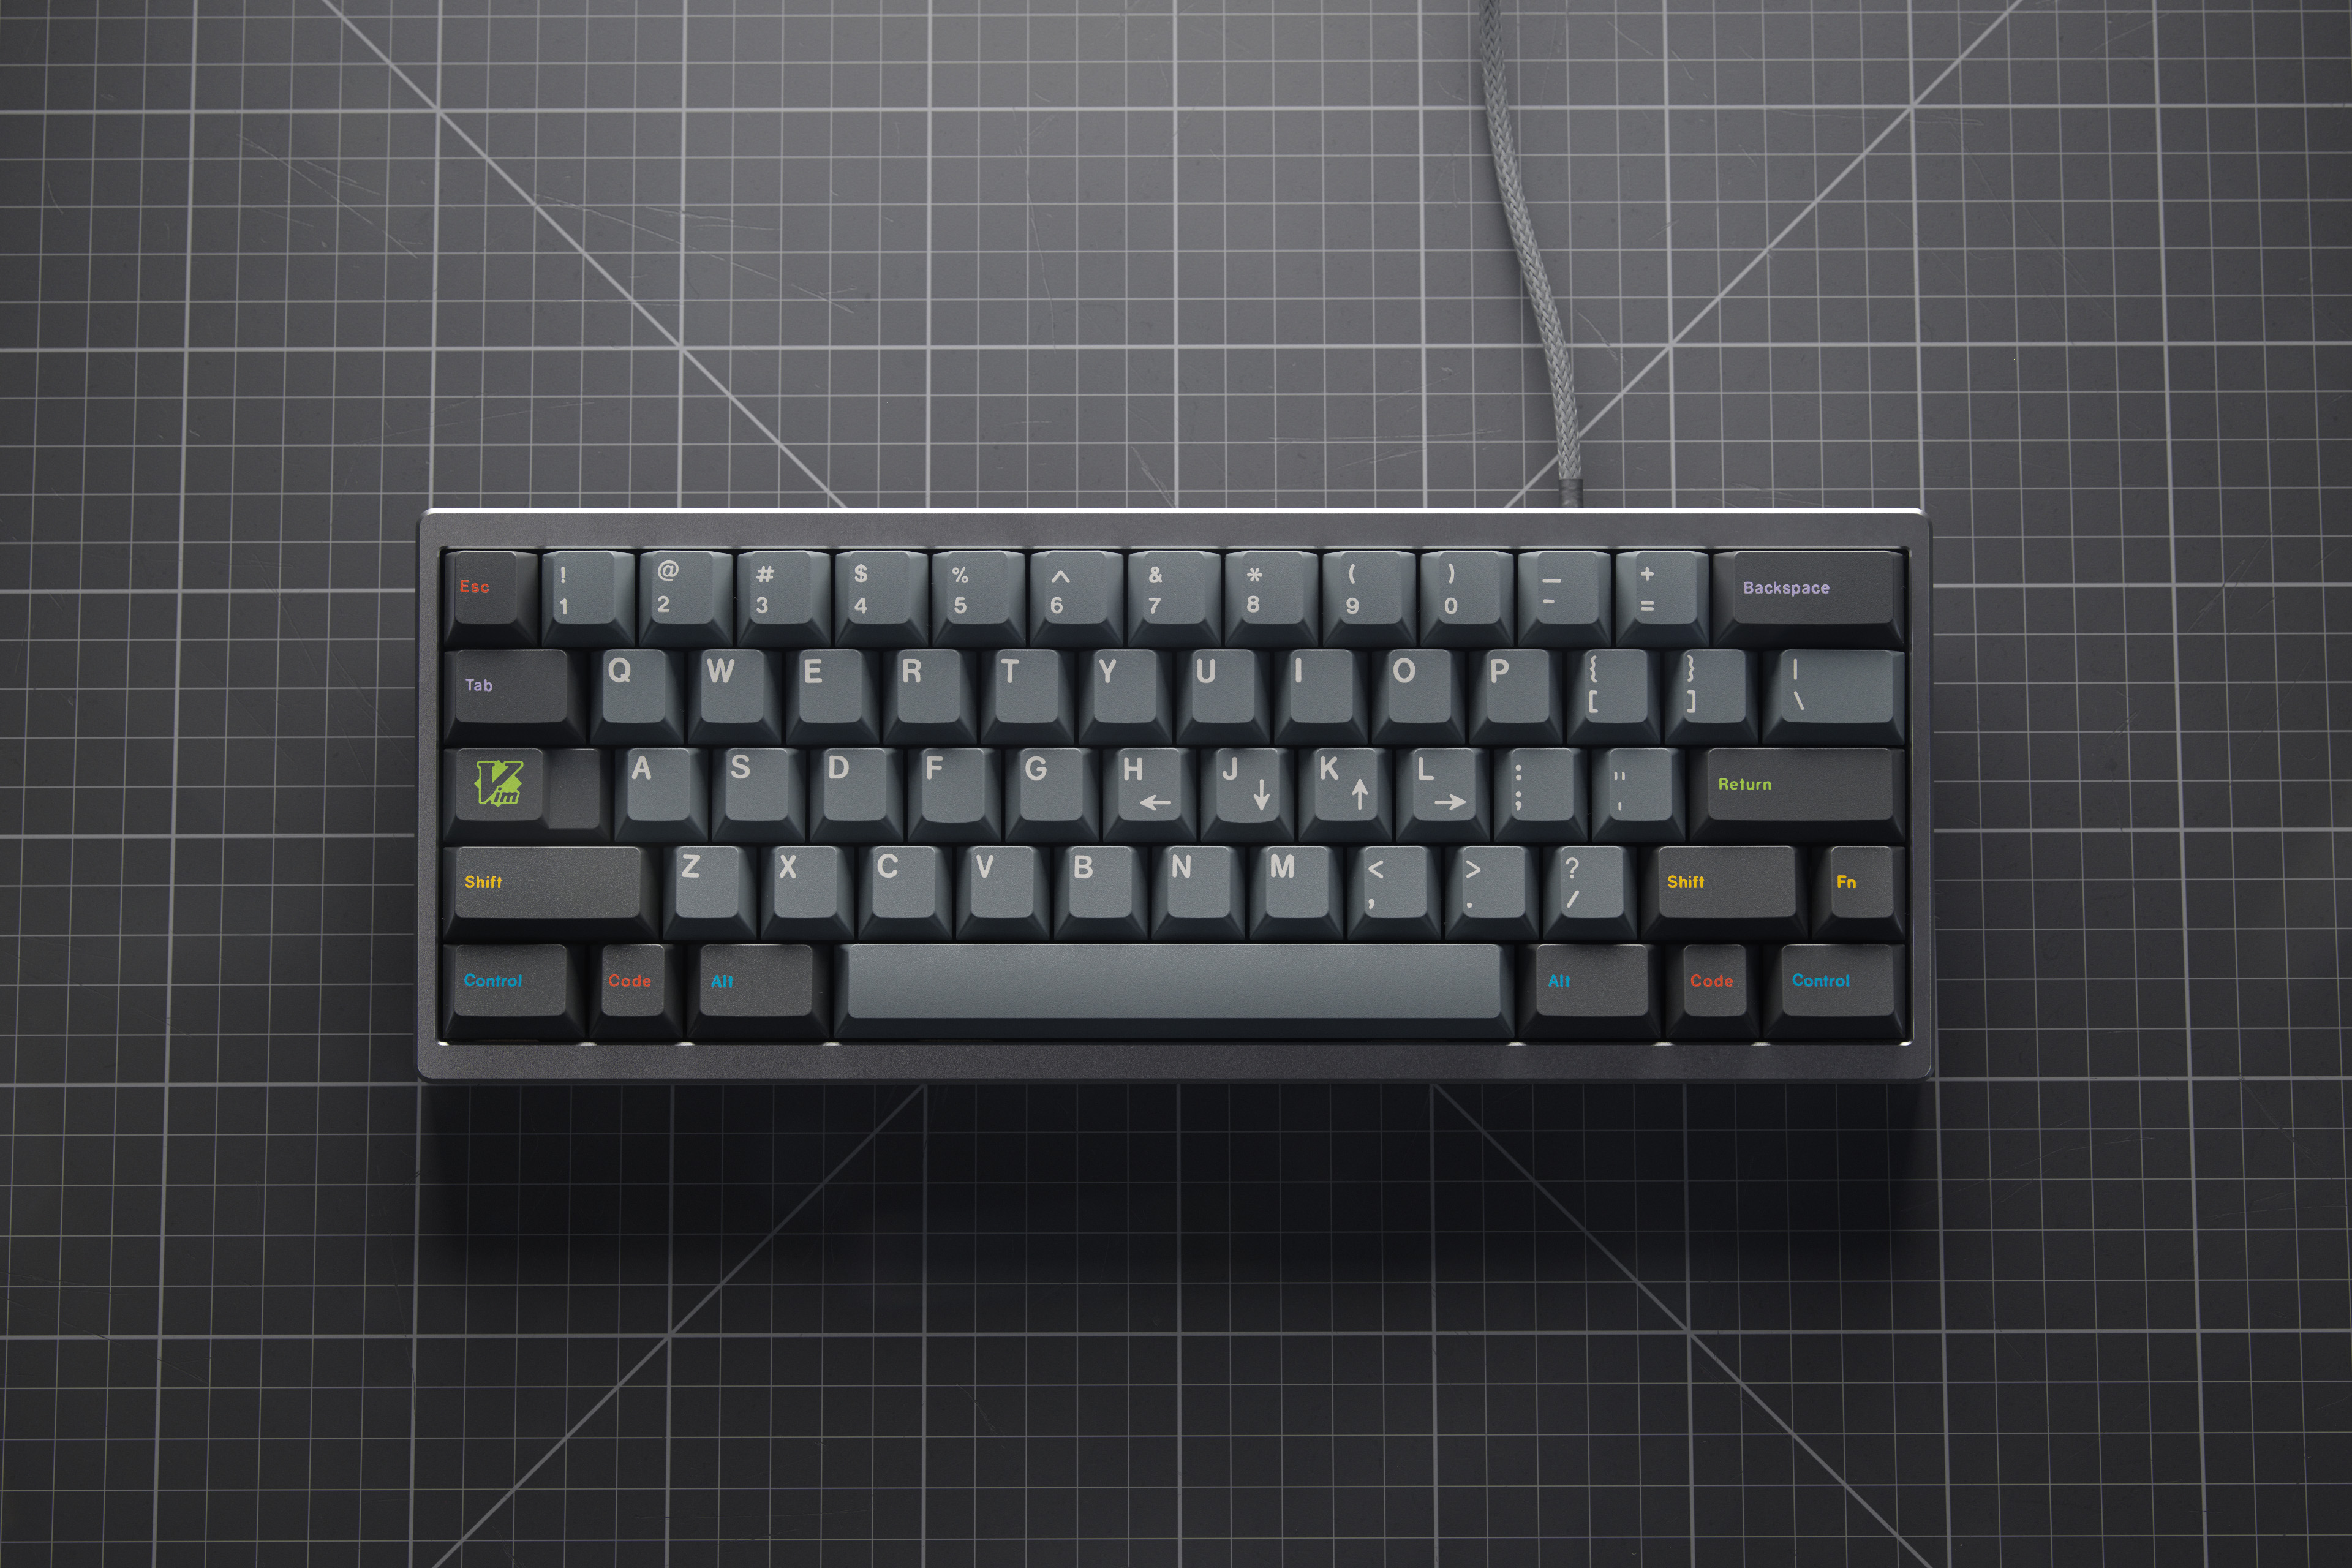 Esc ! @ # $ % ^ & * ( ) _ + Backspace
1 2 3 4 5 6 7 8 9 0 - =
Tab Q W E R T Y U I O P { } |
[ ] \
Vim A S D F G H J K L : " Return
← ↓ ↑ → ; '
Shift Z X C V B N M < > ? Shift Fn
, . /
Control Code Alt Alt Code Control